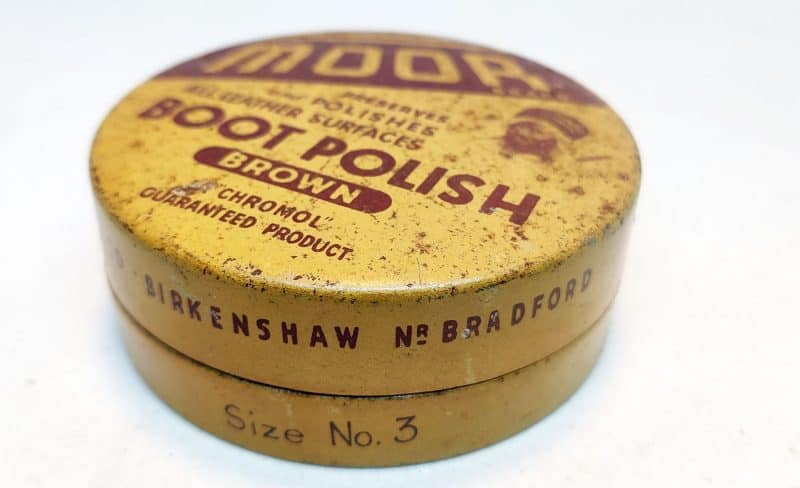 MOOR
PRESERVES
POLISHES
ALL LEATHER SURFACES
BOOT POLISH
BROWN
"CHROMOL"
GUARANTEED PRODUCT.
BIRKENSHAW NR BRADFORD
Size No. 3